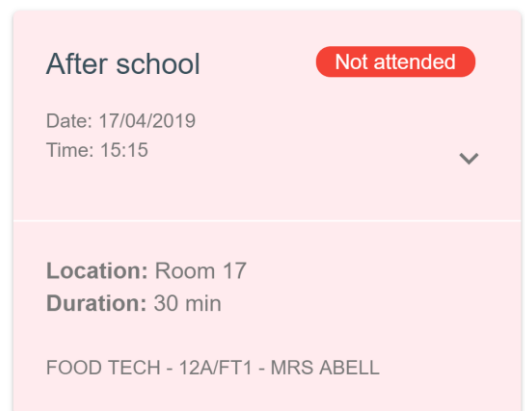 After school
Not attended
Date: 17/04/2019
Time: 15:15
Location: Room 17
Duration: 30 min
FOOD TECH - 12A/FT1 - MRS ABELL